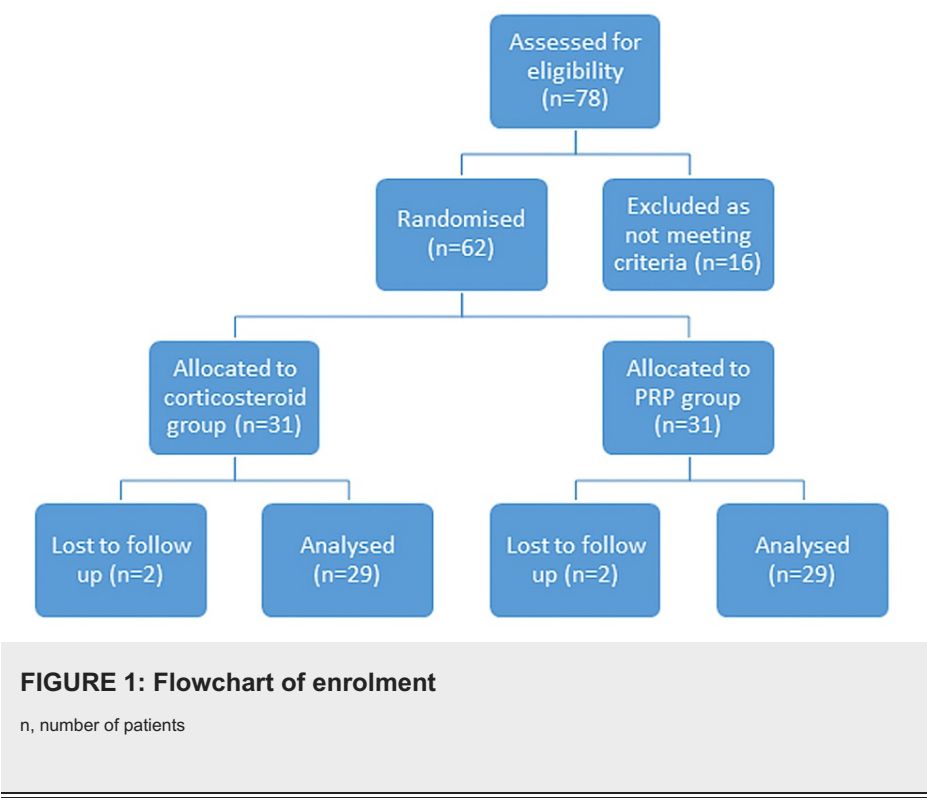 Assessed for
eligibility
(n=78)
Randomised
(n=62)
Excluded as
not meeting
criteria (n=16)
Allocated to
corticosteroid
group (n=31)
Allocated to
PRP group
(n=31)
Lost to follow
up (n=2)
Analysed
(n=29)
Lost to follow
up (n=2)
Analysed
(n=29)
FIGURE 1: Flowchart of enrolment
n, number of patients